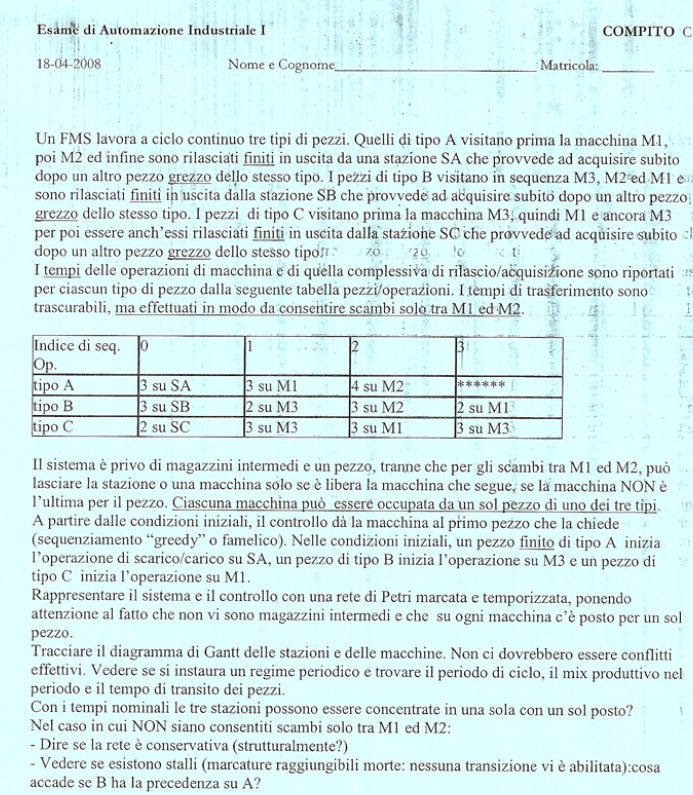 Esame di Automazione Industriale I COMPITO C
18-04-2008 Nome e Cognome____________________ Matricola:________
Un FMS lavora a ciclo continuo tre tipi di pezzi. Quelli di tipo A visitano prima la macchina M1,
poi M2 ed infine sono rilasciati finiti in uscita da una stazione SA che provvede ad acquisire subito
dopo un altro pezzo grezzo dello stesso tipo. I pezzi di tipo B visitano in sequenza M3, M2 ed M1 e
sono rilasciati finiti in uscita dalla stazione SB che provvede ad acquisire subito dopo un altro pezzo
grezzo dello stesso tipo. I pezzi di tipo C visitano prima la macchina M3, quindi M1 e ancora M3
per poi essere anch'essi rilasciati finiti in uscita dalla stazione SC che provvede ad acquisire subito
dopo un altro pezzo grezzo dello stesso tipo.
I tempi delle operazioni di macchina e di quella complessiva di rilascio/acquisizione sono riportati
per ciascun tipo di pezzo dalla seguente tabella pezzi/operazioni. I tempi di trasferimento sono
trascurabili, ma effettuati in modo da consentire scambi solo tra M1 ed M2.
Indice di seq. 0 1 2 3
Op.
tipo A 3 su SA 3 su M1 4 su M2 ******
tipo B 3 su SB 2 su M3 3 su M2 2 su M1
tipo C 2 su SC 3 su M3 3 su M1 3 su M3
Il sistema è privo di magazzini intermedi e un pezzo, tranne che per gli scambi tra M1 ed M2, può
lasciare la stazione o una macchina solo se è libera la macchina che segue, se la macchina NON è
l'ultima per il pezzo. Ciascuna macchina può essere occupata da un sol pezzo di uno dei tre tipi.
A partire dalle condizioni iniziali, il controllo dà la macchina al primo pezzo che la chiede
(sequenziamento "greedy" o famelico). Nelle condizioni iniziali, un pezzo finito di tipo A inizia
l'operazione di scarico/carico su SA, un pezzo di tipo B inizia l'operazione su M3 e un pezzo di
tipo C inizia l'operazione su M1.
Rappresentare il sistema e il controllo con una rete di Petri marcata e temporizzata, ponendo
attenzione al fatto che non vi sono magazzini intermedi e che su ogni macchina c'è posto per un sol
pezzo.
Tracciare il diagramma di Gantt delle stazioni e delle macchine. Non ci dovrebbero essere conflitti
effettivi. Vedere se si instaura un regime periodico e trovare il periodo di ciclo, il mix produttivo nel
periodo e il tempo di transito dei pezzi.
Con i tempi nominali le tre stazioni possono essere concentrate in una sola con un sol posto?
Nel caso in cui NON siano consentiti scambi solo tra M1 ed M2:
- Dire se la rete è conservativa (strutturalmente?)
- Vedere se esistono stalli (marcature raggiungibili morte: nessuna transizione vi è abilitata):cosa
accade se B ha la precedenza su A?